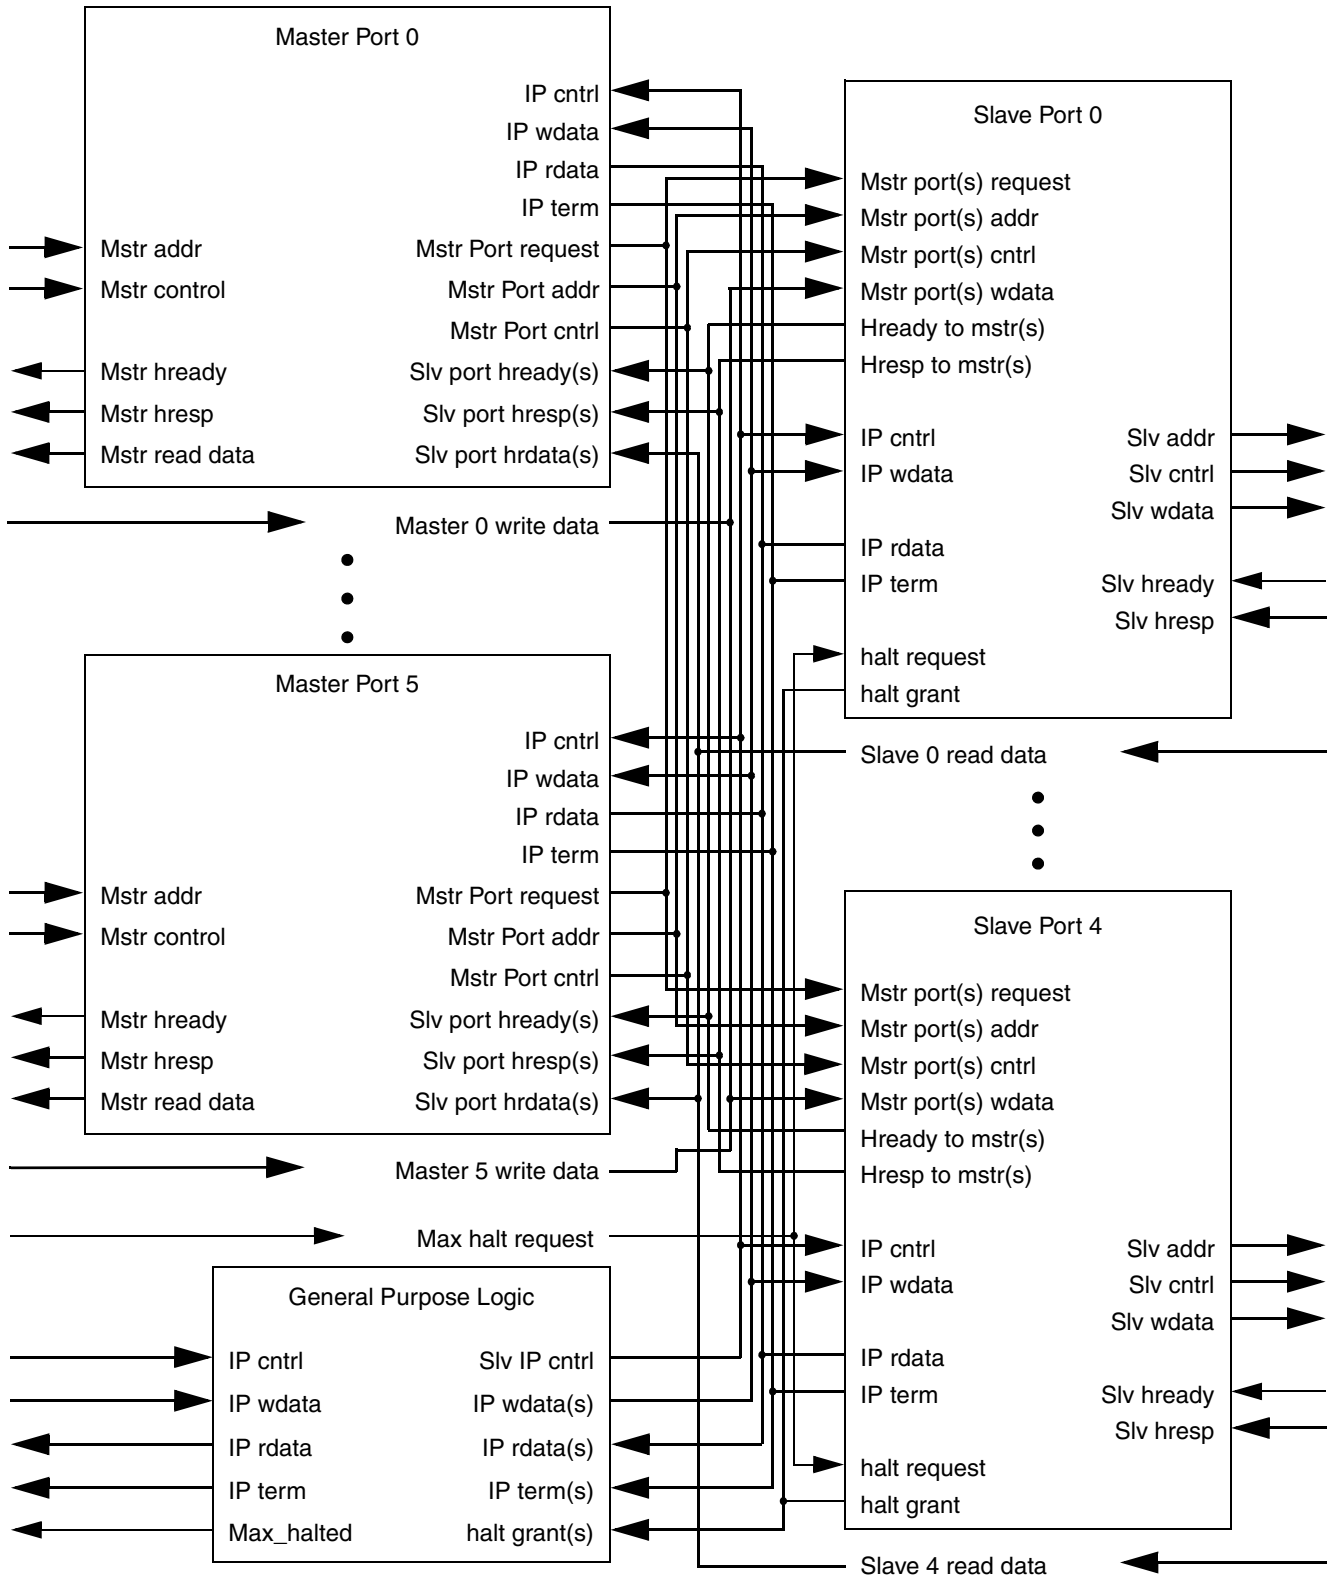 Master Port 0
IP cntrl
IP wdata
IP rdata
IP term
Mstr addr
Mstr Port request
Mstr control
Mstr Port addr
Mstr Port cntrl
Mstr hready
Slv port hready(s)
Mstr hresp
Slv port hresp(s)
Mstr read data
Slv port hrdata(s)
Master 0 write data
Master Port 5
IP cntrl
IP wdata
IP rdata
IP term
Mstr addr
Mstr Port request
Mstr control
Mstr Port addr
Mstr Port cntrl
Mstr hready
Slv port hready(s)
Mstr hresp
Slv port hresp(s)
Mstr read data
Slv port hrdata(s)
Master 5 write data
Max halt request
General Purpose Logic
IP cntrl
Slv IP cntrl
IP wdata
IP wdata(s)
IP rdata
IP rdata(s)
IP term
IP term(s)
Max_halted
halt grant(s)
Slave Port 0
Mstr port(s) request
Mstr port(s) addr
Mstr port(s) cntrl
Mstr port(s) wdata
Hready to mstr(s)
Hresp to mstr(s)
IP cntrl
Slv addr
IP wdata
Slv cntrl
Slv wdata
IP rdata
IP term
Slv hready
Slv hresp
halt request
halt grant
Slave 0 read data
Slave Port 4
Mstr port(s) request
Mstr port(s) addr
Mstr port(s) cntrl
Mstr port(s) wdata
Hready to mstr(s)
Hresp to mstr(s)
IP cntrl
Slv addr
IP wdata
Slv cntrl
Slv wdata
IP rdata
IP term
Slv hready
Slv hresp
halt request
halt grant
Slave 4 read data